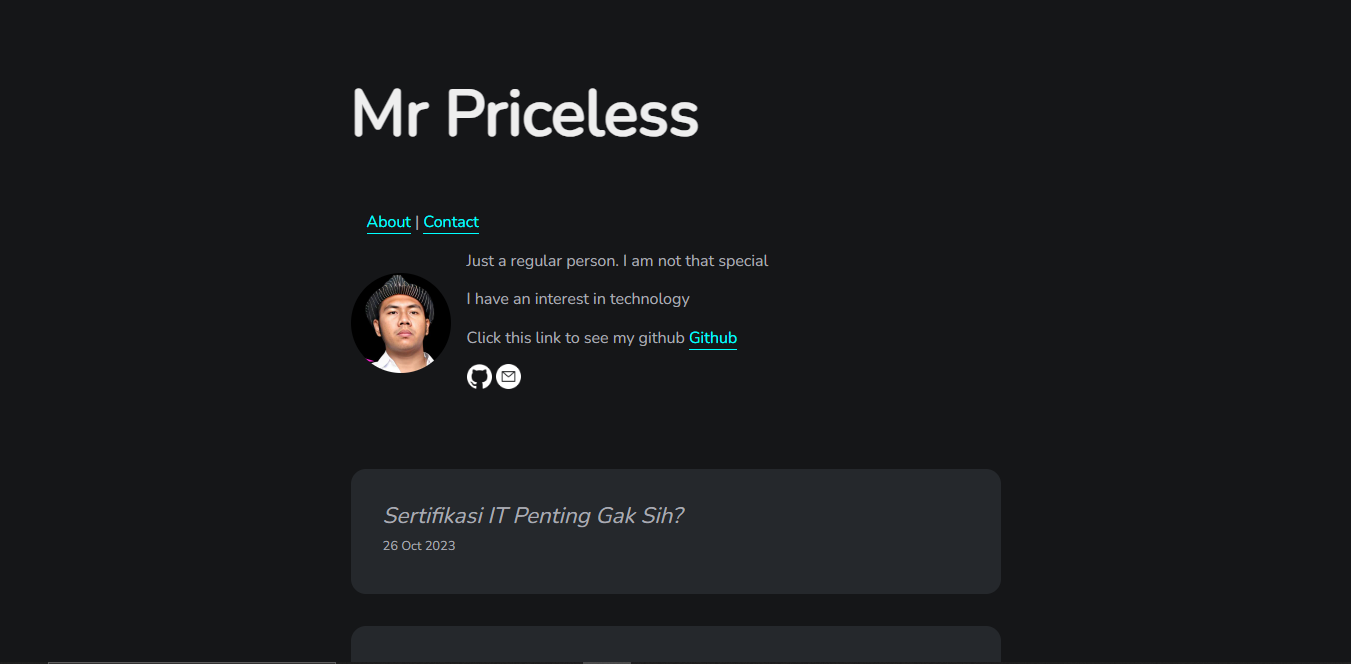 Mr Priceless
About | Contact
Just a regular person. I am not that special
I have an interest in technology
Click this link to see my github Github
Sertifikasi IT Penting Gak Sih?
26 Oct 2023